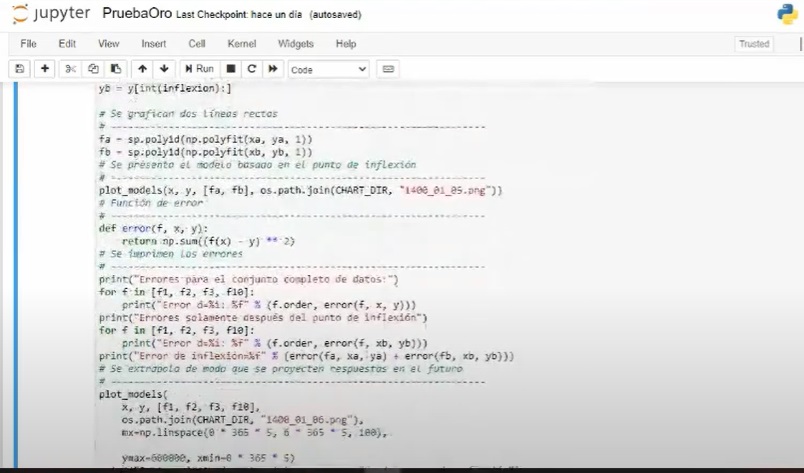 jupyter PruebaOro Last Checkpoint: hace un día (autosaved)
File Edit View Insert Cell Kernel Widgets Help
Trusted
Run Code
yb = y[int(inflexion):]
# Se grafican dos líneas rectas
# ----------------------------------------------------------------
fa = sp.poly1d(np.polyfit(xa, ya, 1))
fb = sp.poly1d(np.polyfit(xb, yb, 1))
# Se presenta el modelo basado en el punto de inflexión
# ----------------------------------------------------------------
plot_models(x, y, [fa, fb], os.path.join(CHART_DIR, "1400_01_05.png"))
# Función de error
# ----------------------------------------------------------------
def error(f, x, y):
    return np.sum((f(x) - y) ** 2)
# Se imprimen los errores
# ----------------------------------------------------------------
print("Errores para el conjunto completo de datos:")
for f in [f1, f2, f3, f10]:
    print("Error d=%i: %f" % (f.order, error(f, x, y)))
print("Errores solamente después del punto de inflexión")
for f in [f1, f2, f3, f10]:
    print("Error d=%i: %f" % (f.order, error(f, xb, yb)))
print("Error de inflexión=%f" % (error(fa, xa, ya) + error(fb, xb, yb)))
# Se extrapola de modo que se proyecten respuestas en el futuro
# ----------------------------------------------------------------
plot_models(
    x, y, [f1, f2, f3, f10],
    os.path.join(CHART_DIR, "1400_01_06.png"),
    mx=np.linspace(0 * 365 * 5, 6 * 365 * 5, 100),
    ymax=600000, xmin=0 * 365 * 5)